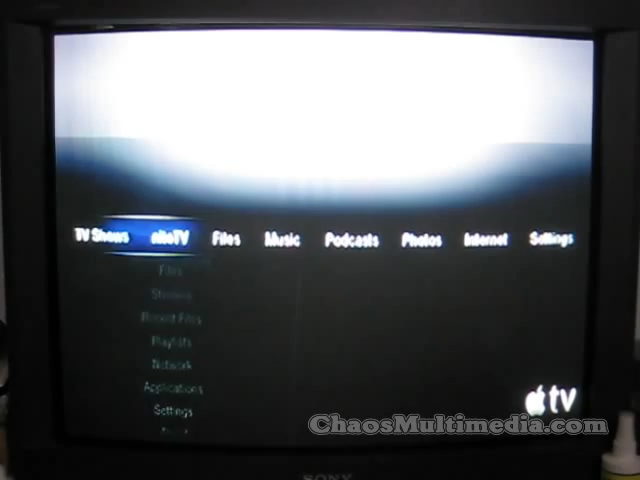 TV Shows nitoTV Files Music Podcasts Photos Internet Settings
Files
Streams
Recent Files
Playlists
Network
Applications
Settings
tv
ChaosMultimedia.com
SONY